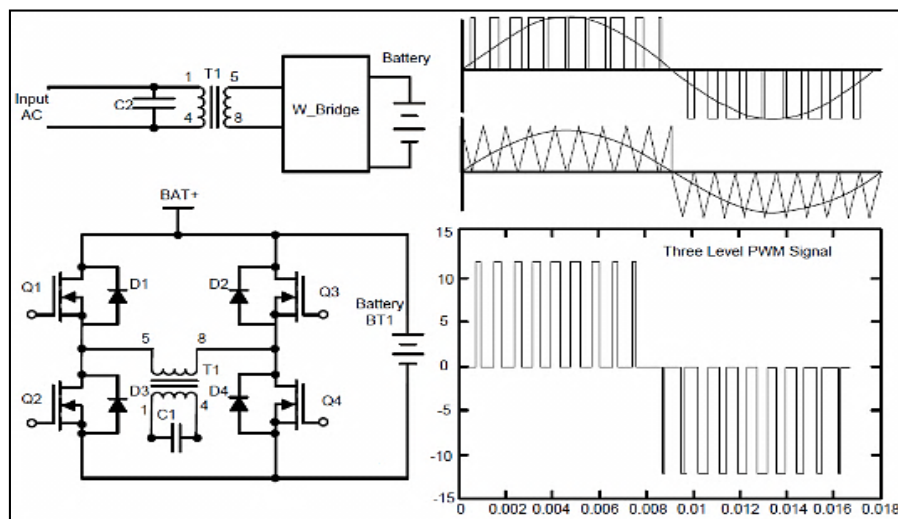 1 T1 5
Input
AC
C2
4 8
W_Bridge
Battery
BAT+
Q1
D1
D2
Q3
Battery
BT1
5 8
T1
Q2
D3
D4
1 C1 4
Q4
Three Level PWM Signal
15
10
5
0
-5
-10
-15
0 0.002 0.004 0.006 0.008 0.010 0.012 0.014 0.016 0.018